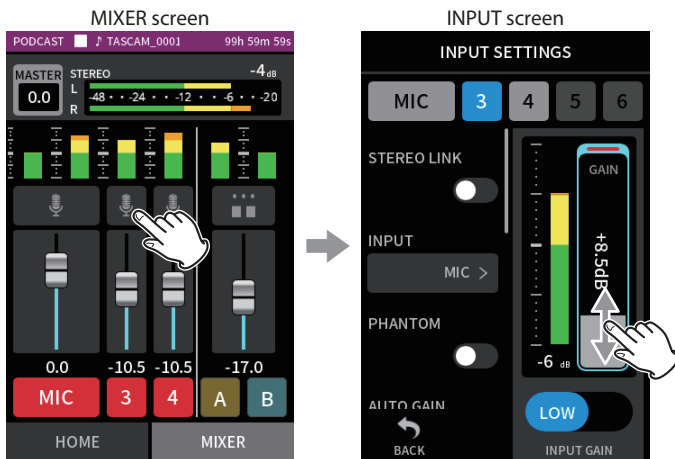 MIXER screen
PODCAST ♪ TASCAM_0001 99h 59m 59s
MASTER STEREO -4dB
0.0
L
-48 · · -24 · · · -12 · · -6 · · -20
R
0.0 -10.5 -10.5 -17.0
MIC 3 4 A B
HOME MIXER
INPUT screen
INPUT SETTINGS
MIC 3 4 5 6
STEREO LINK
INPUT
MIC >
PHANTOM
AUTO GAIN
BACK
GAIN
+8.5dB
-6 dB
LOW
INPUT GAIN